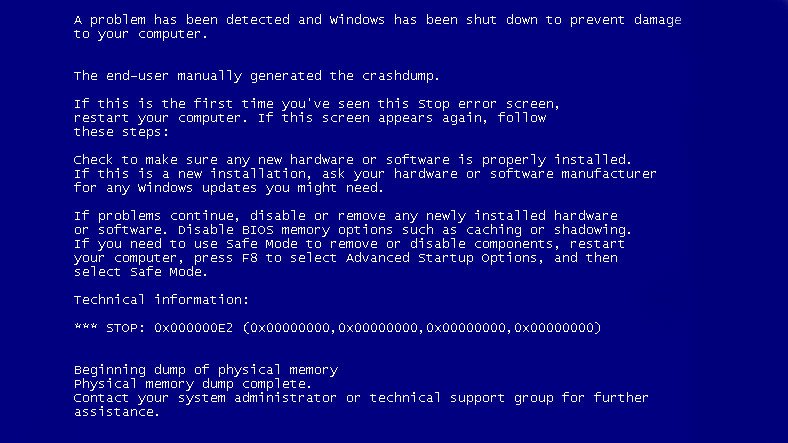 A problem has been detected and Windows has been shut down to prevent damage
to your computer.
The end-user manually generated the crashdump.
If this is the first time you've seen this Stop error screen,
restart your computer. If this screen appears again, follow
these steps:
Check to make sure any new hardware or software is properly installed.
If this is a new installation, ask your hardware or software manufacturer
for any Windows updates you might need.
If problems continue, disable or remove any newly installed hardware
or software. Disable BIOS memory options such as caching or shadowing.
If you need to use Safe Mode to remove or disable components, restart
your computer, press F8 to select Advanced Startup Options, and then
select Safe Mode.
Technical information:
*** STOP: 0x000000E2 (0x00000000,0x00000000,0x00000000,0x00000000)
Beginning dump of physical memory
Physical memory dump complete.
Contact your system administrator or technical support group for further
assistance.